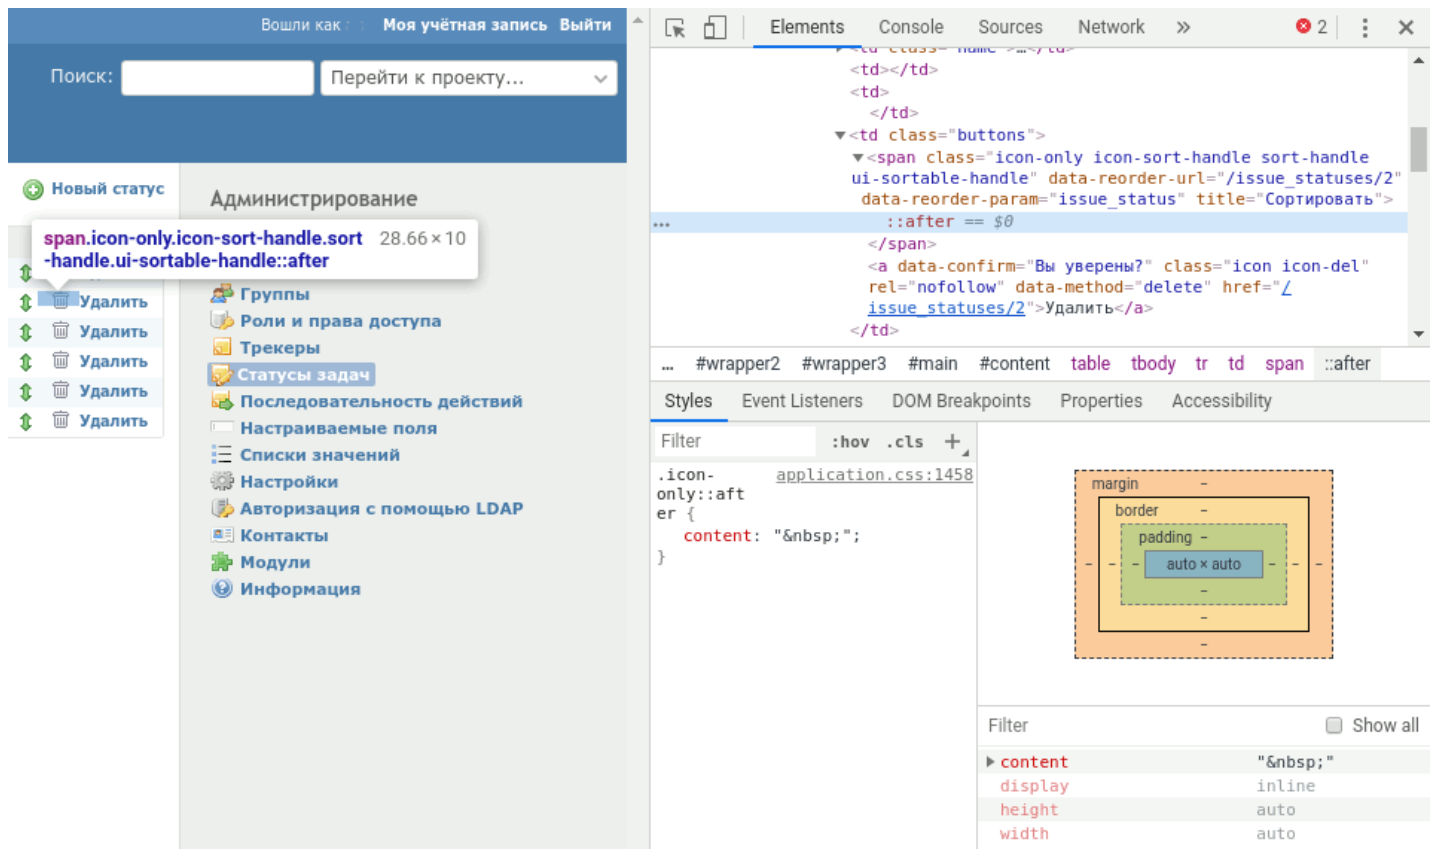 Вошли как
Моя учётная запись
Выйти
Поиск:
Перейти к проекту...
Новый статус
span.icon-only.icon-sort-handle.sort
-handle.ui-sortable-handle::after
28.66 × 10
Удалить
Удалить
Удалить
Удалить
Удалить
Администрирование
Группы
Роли и права доступа
Трекеры
Статусы задач
Последовательность действий
Настраиваемые поля
Списки значений
Настройки
Авторизация с помощью LDAP
Контакты
Модули
Информация
Elements
Console
Sources
Network
»
2
<td class="name">…</td>
<td></td>
<td>
</td>
<td class="buttons">
<span class="icon-only icon-sort-handle sort-handle
ui-sortable-handle" data-reorder-url="/issue_statuses/2"
data-reorder-param="issue_status" title="Сортировать">
... ::after == $0
</span>
<a data-confirm="Вы уверены?" class="icon icon-del"
rel="nofollow" data-method="delete" href="/
issue_statuses/2">Удалить</a>
</td>
... #wrapper2 #wrapper3 #main #content table tbody tr td span ::after
Styles
Event Listeners
DOM Breakpoints
Properties
Accessibility
Filter
:hov .cls +
.icon-
only::aft
er {
application.css:1458
content: "&nbsp;";
}
margin -
border -
padding -
- - - auto × auto - - -
-
-
-
Filter
Show all
content "&nbsp;"
display inline
height auto
width auto